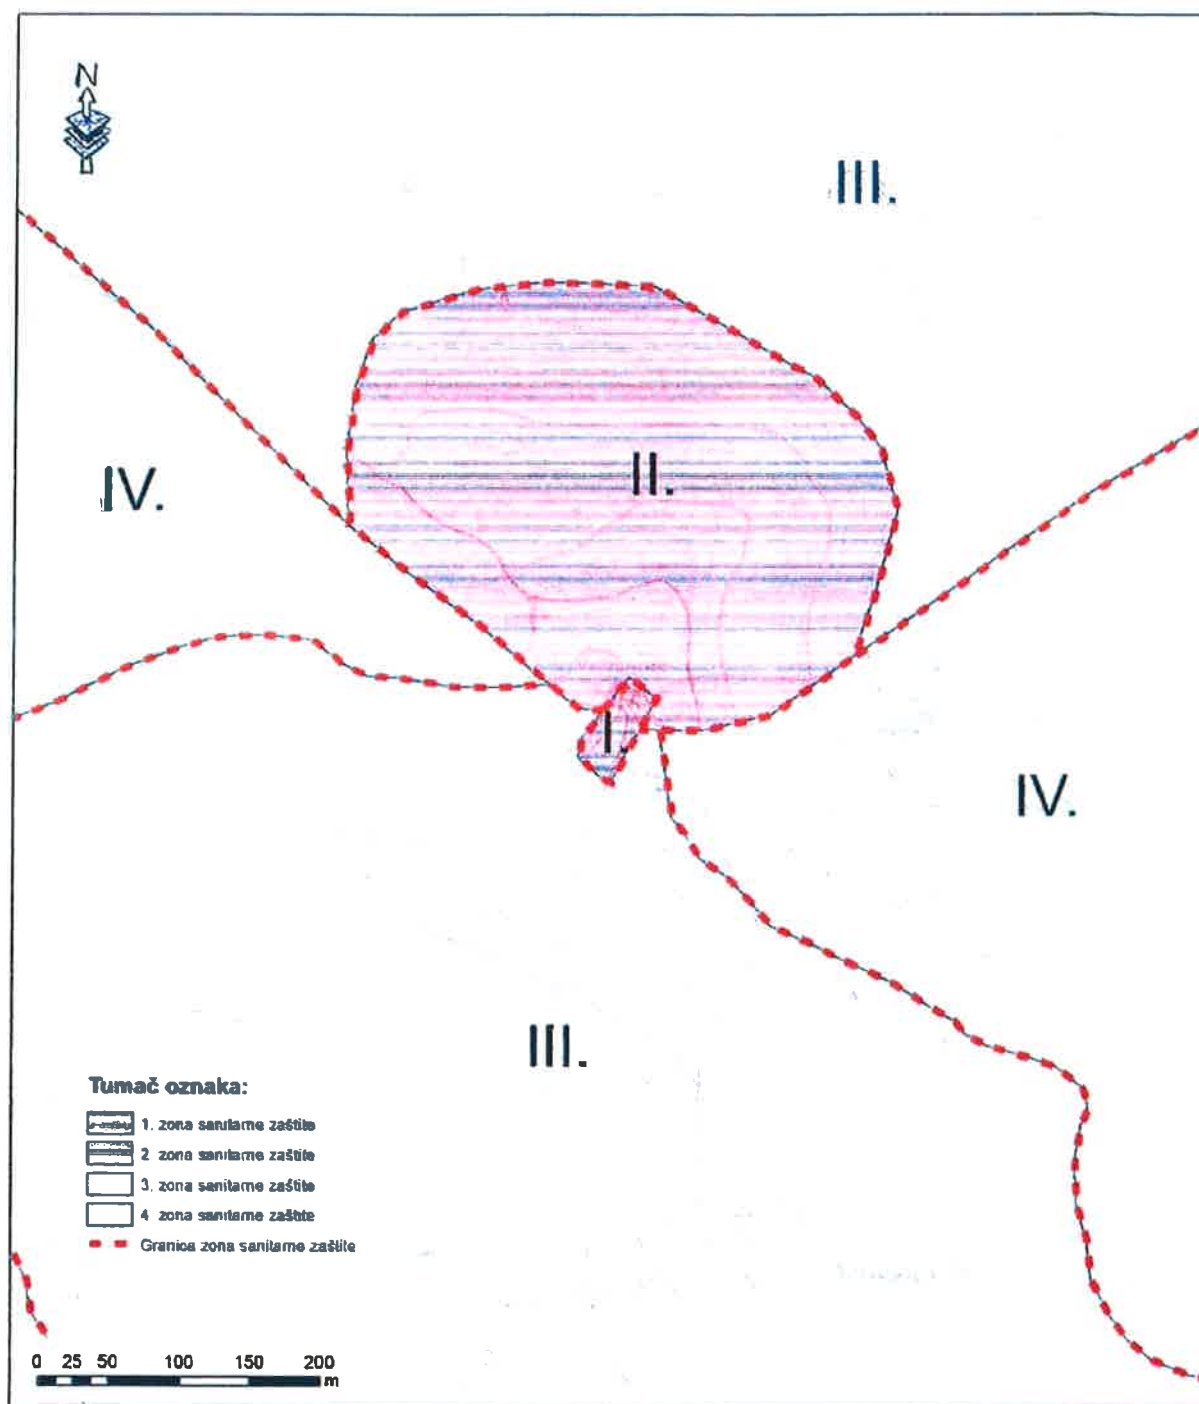 N
III.
II.
IV.
I.
IV.
III.
Tumač oznaka:
1. zona sanitarne zaštite
2. zona sanitarne zaštite
3. zona sanitarne zaštite
4. zona sanitarne zaštite
Granica zona sanitarne zaštite
0 25 50 100 150 200
m